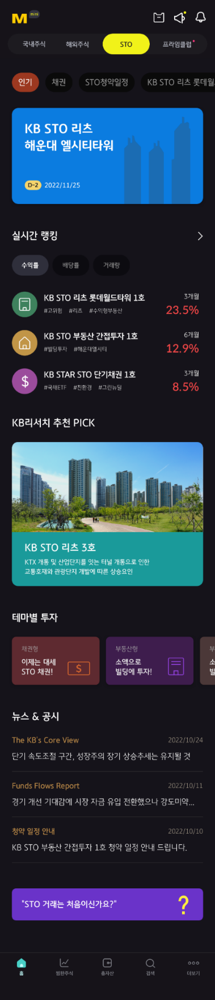 M mini
국내주식 해외주식 STO 프라임클럽
인기 채권 STO청약일정 KB STO 리츠 롯데월
KB STO 리츠
해운대 엘시티타워
D-2 2022/11/25
실시간 랭킹
수익률 배당률 거래량
KB STO 리츠 롯데월드타워 1호 3개월
#고위험 #리츠 #수익형부동산 23.5%
KB STO 부동산 간접투자 1호 6개월
#빌딩투자 #해운대엘시티 12.9%
KB STAR STO 단기채권 1호 3개월
#국채ETF #친환경 #그린뉴딜 8.5%
KB리서치 추천 PICK
KB STO 리츠 3호
KTX 개통 및 산업단지를 잇는 터널 개통으로 인한
교통호재와 관광단지 개발에 따른 상승요인
테마별 투자
채권형
이제는 대세
STO 채권!
부동산형
소액으로
빌딩에 투자!
부
소
빌
뉴스 & 공시
The KB's Core View 2022/10/24
단기 속도조절 구간, 성장주의 장기 상승추세는 유지될 것
Funds Flows Report 2022/10/11
경기 개선 기대감에 시장 자금 유입 전환했으나 강도미약...
청약 일정 안내 2022/10/10
KB STO 부동산 간접투자 1호 청약 일정 안내 드립니다.
"STO 거래는 처음이신가요?" ?
홈 찜한주식 총자산 검색 더보기